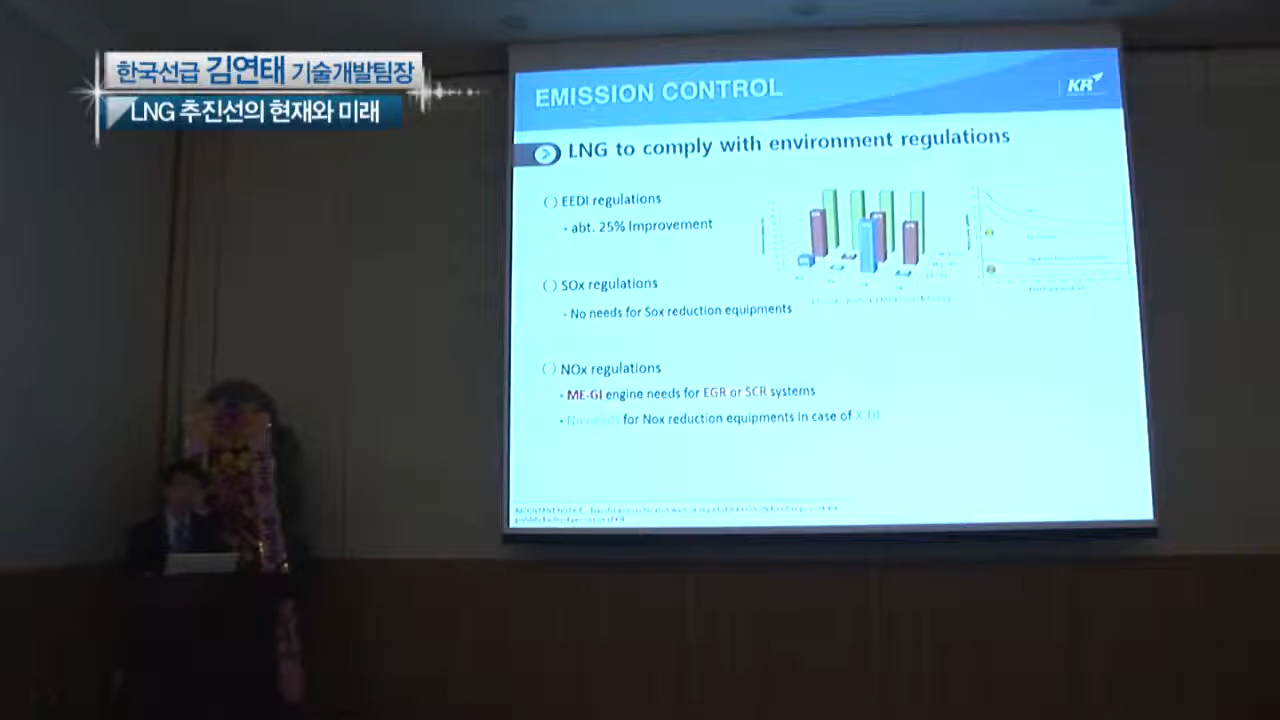 한국선급 김연태 기술개발팀장
LNG 추진선의 현재와 미래
EMISSION CONTROL
KR
LNG to comply with environment regulations
EEDI regulations
- abt. 25% Improvement
SOx regulations
- No needs for Sox reduction equipments
NOx regulations
- ME-GI engine needs for EGR or SCR systems
- No needs for Nox reduction equipments in case of X-DF